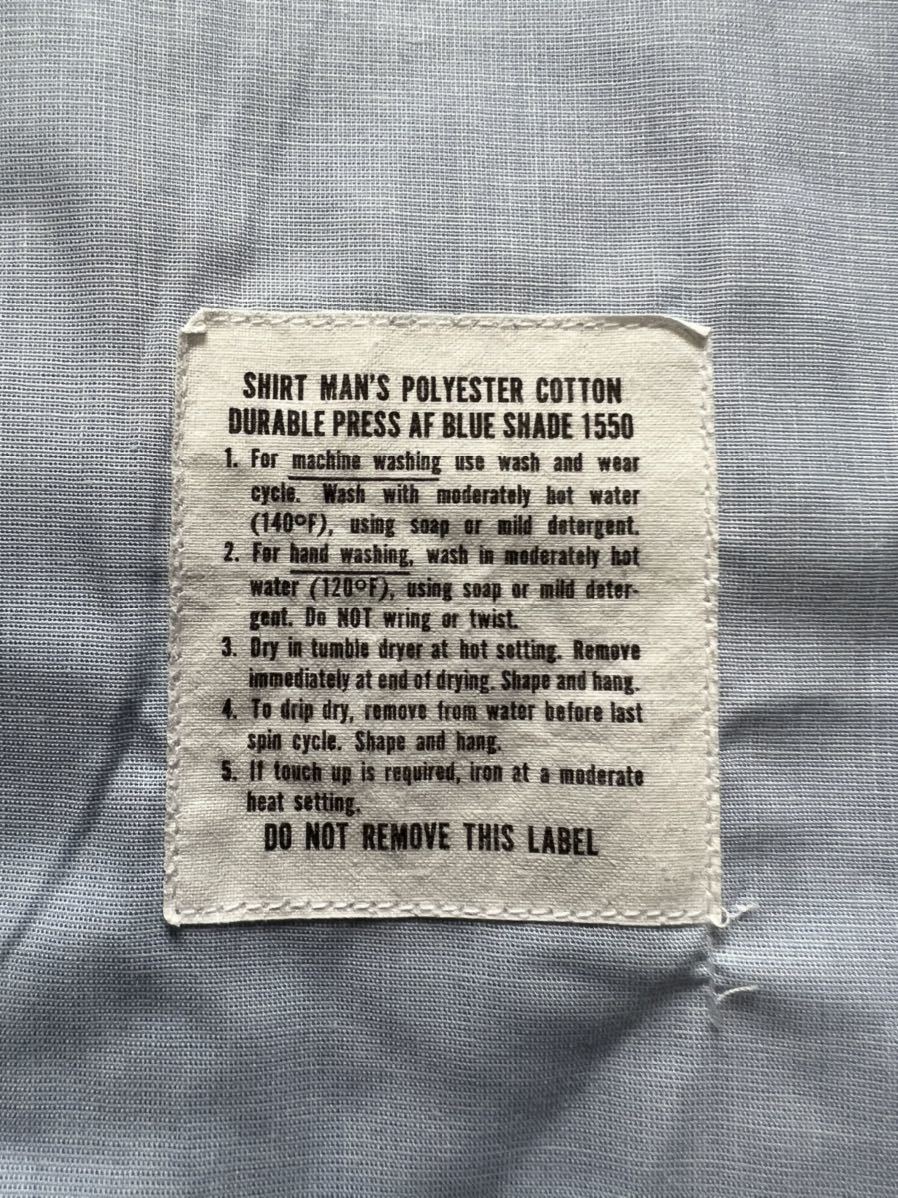 SHIRT MAN'S POLYESTER COTTON
DURABLE PRESS AF BLUE SHADE 1550
1. For machine washing use wash and wear
cycle. Wash with moderately hot water
(140°F), using soap or mild detergent.
2. For hand washing, wash in moderately hot
water (120°F), using soap or mild deter-
gent. Do NOT wring or twist.
3. Dry in tumble dryer at hot setting. Remove
immediately at end of drying. Shape and hang.
4. To drip dry, remove from water before last
spin cycle. Shape and hang.
5. If touch up is required, iron at a moderate
heat setting.
DO NOT REMOVE THIS LABEL